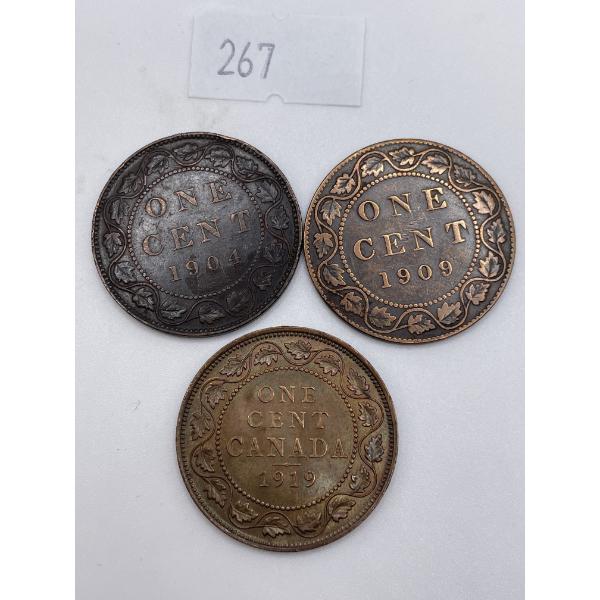 267
ONE
CENT
1904
ONE
CENT
1909
ONE
CENT
CANADA
1919